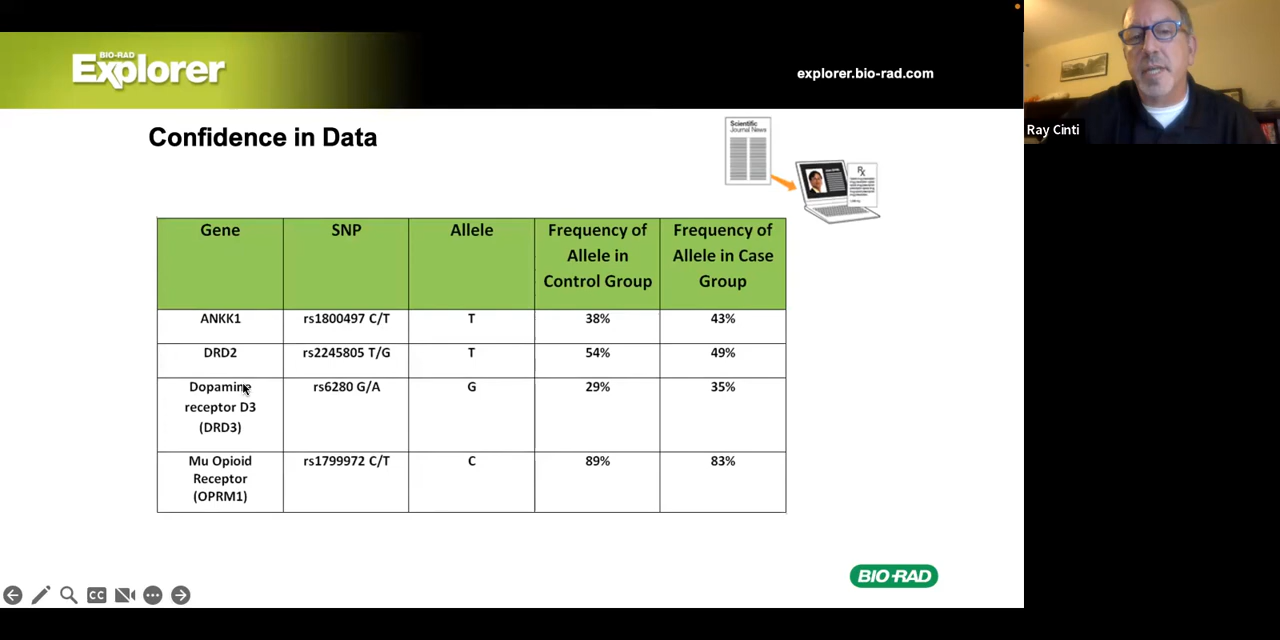 BIO-RAD
Explorer
explorer.bio-rad.com
Ray Cinti
Confidence in Data
Scientific
Journal News
Rx
Gene
SNP
Allele
Frequency of
Allele in
Control Group
Frequency of
Allele in Case
Group
ANKK1
rs1800497 C/T
T
38%
43%
DRD2
rs2245805 T/G
T
54%
49%
Dopamine
receptor D3
(DRD3)
rs6280 G/A
G
29%
35%
Mu Opioid
Receptor
(OPRM1)
rs1799972 C/T
C
89%
83%
BIO-RAD
CC